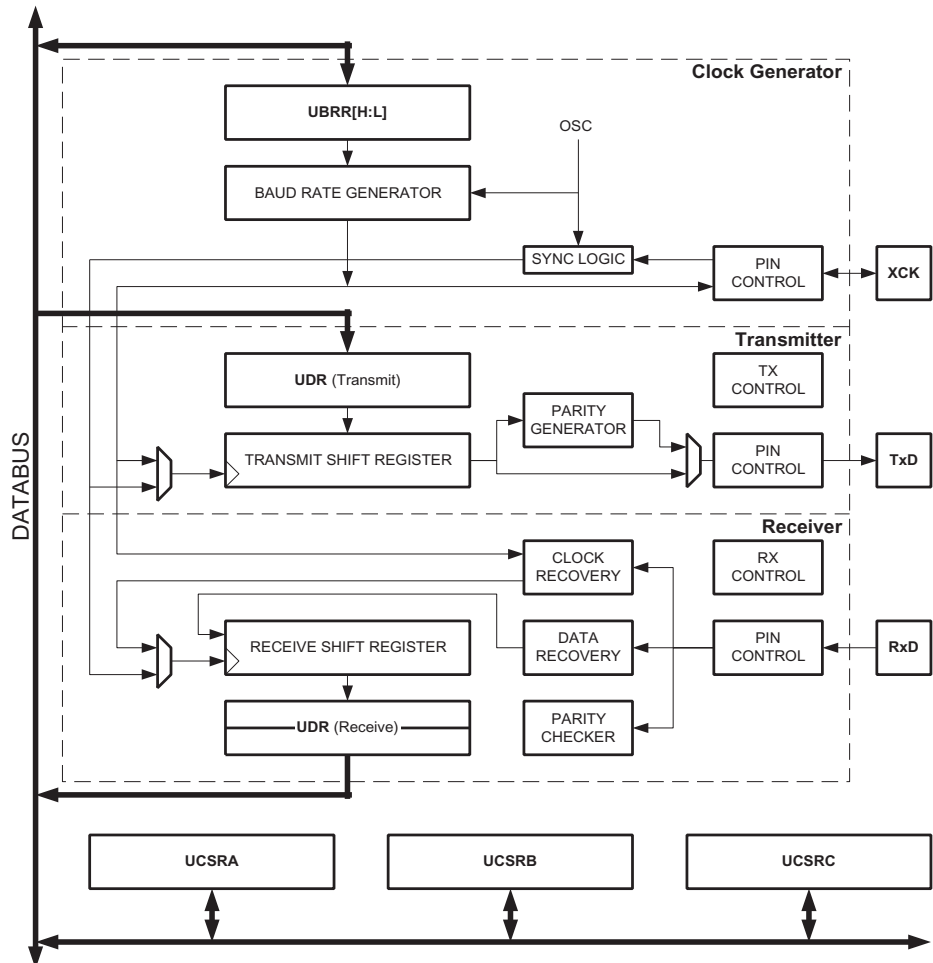 Clock Generator
UBRR[H:L]
OSC
BAUD RATE GENERATOR
SYNC LOGIC
PIN
CONTROL
XCK
DATABUS
Transmitter
UDR (Transmit)
TX
CONTROL
PARITY
GENERATOR
TRANSMIT SHIFT REGISTER
PIN
CONTROL
TxD
Receiver
CLOCK
RECOVERY
RX
CONTROL
RECEIVE SHIFT REGISTER
DATA
RECOVERY
PIN
CONTROL
RxD
UDR (Receive)
PARITY
CHECKER
UCSRA
UCSRB
UCSRC